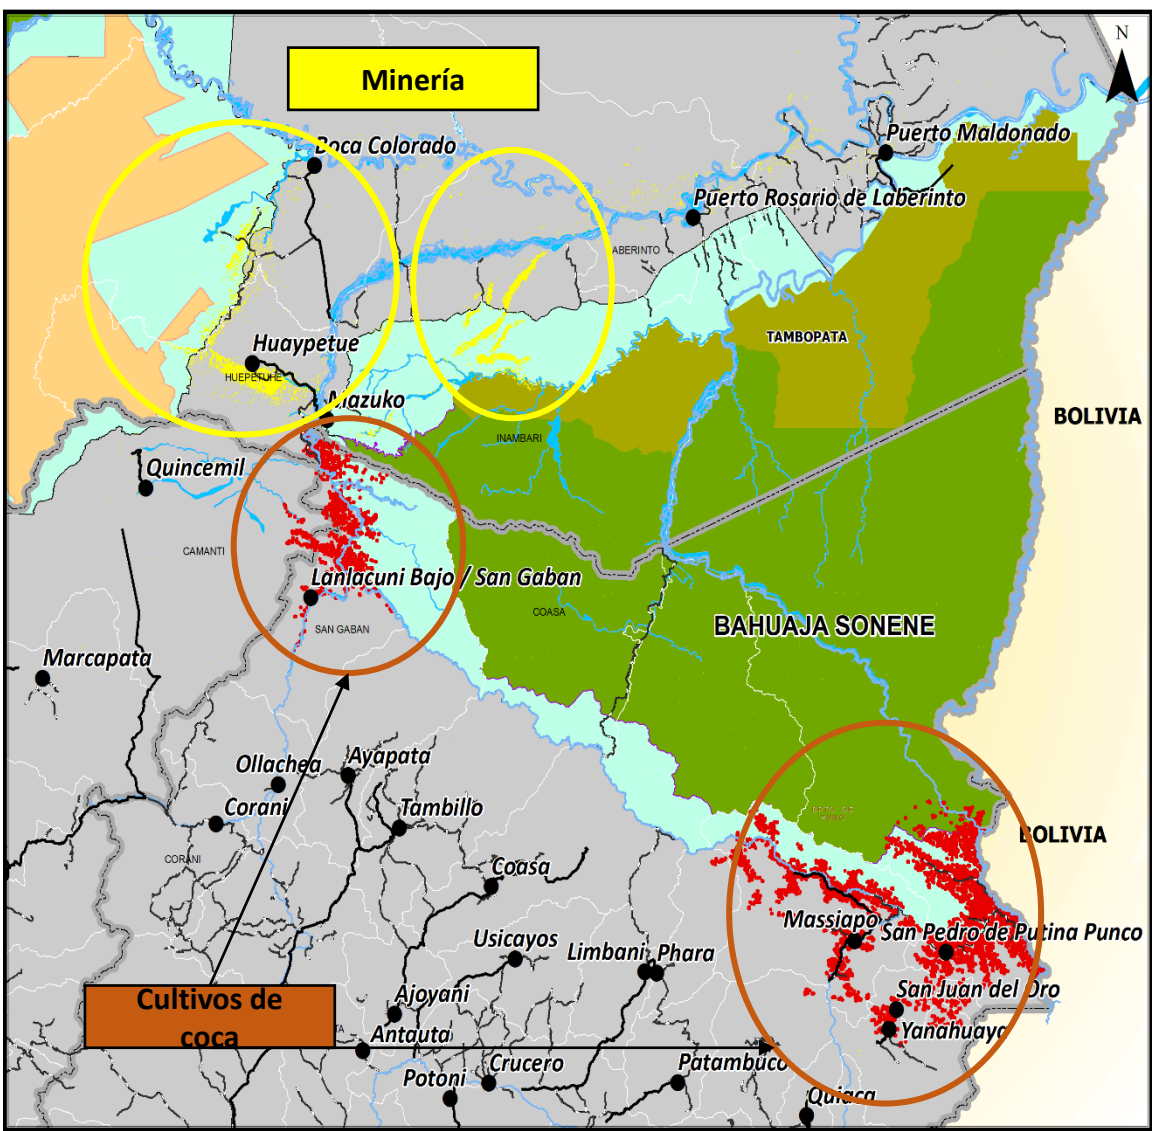 N
Minería
Puerto Maldonado
Boca Colorado
Puerto Rosario de Laberinto
ABERINTO
TAMBOPATA
Huaypetue
HUEPETUHE
Mazuko
BOLIVIA
INAMBARI
Quincemil
CAMANTI
Lanlacuni Bajo / San Gaban
COASA
SAN GABAN
BAHUAJA SONENE
Marcapata
Ollachea
Ayapata
Corani
Tambillo
BOLIVIA
CORANI
Coasa
Massiapo
San Pedro de Putina Punco
Usicayos
Limbani
Phara
San Juan del Oro
Cultivos de
coca
Ajoyani
Yanahuaya
Antauta
Crucero
Patambuco
Potoni
Quiaca